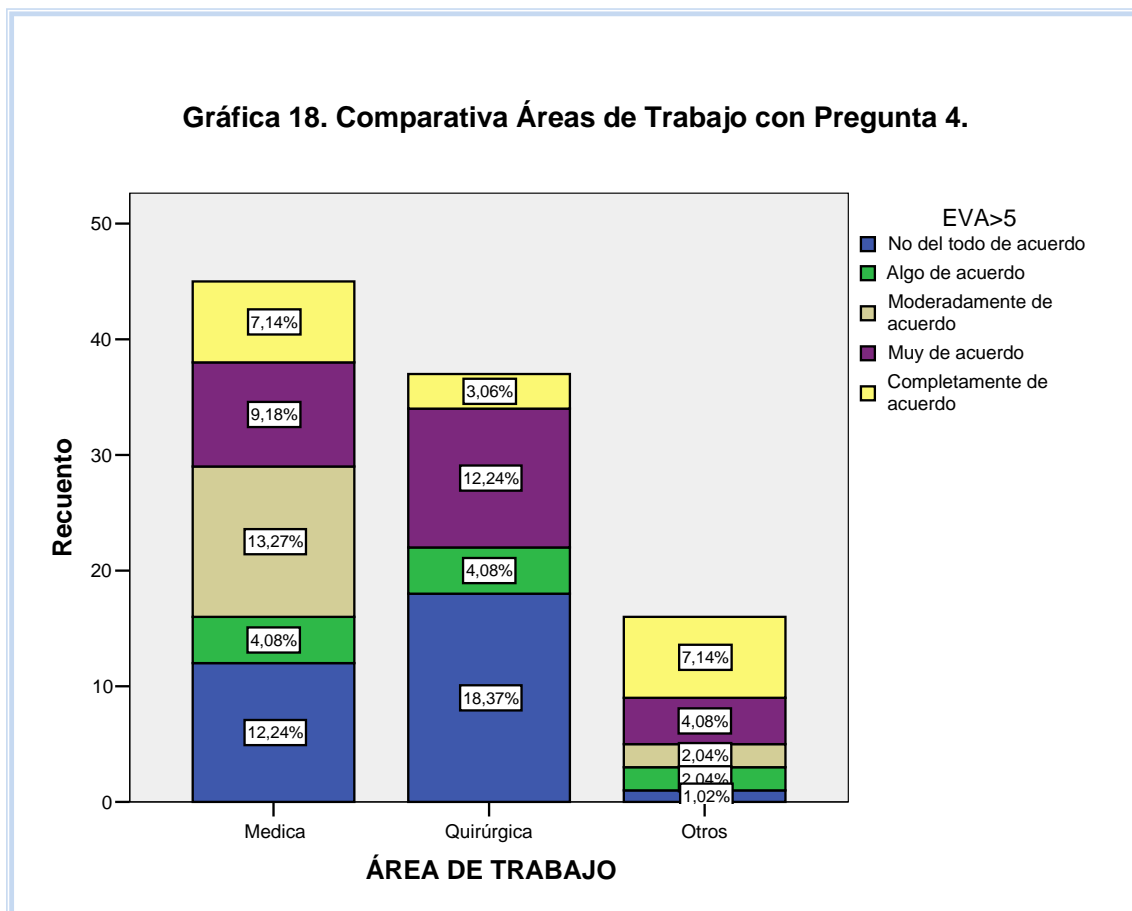 Gráfica 18. Comparativa Áreas de Trabajo con Pregunta 4.
EVA>5
No del todo de acuerdo
Algo de acuerdo
Moderadamente de
acuerdo
Muy de acuerdo
Completamente de
acuerdo
Recuento
50
40
30
20
10
0
7,14%
9,18%
13,27%
4,08%
12,24%
3,06%
12,24%
4,08%
18,37%
7,14%
4,08%
2,04%
2,04%
1,02%
Medica
Quirúrgica
Otros
ÁREA DE TRABAJO